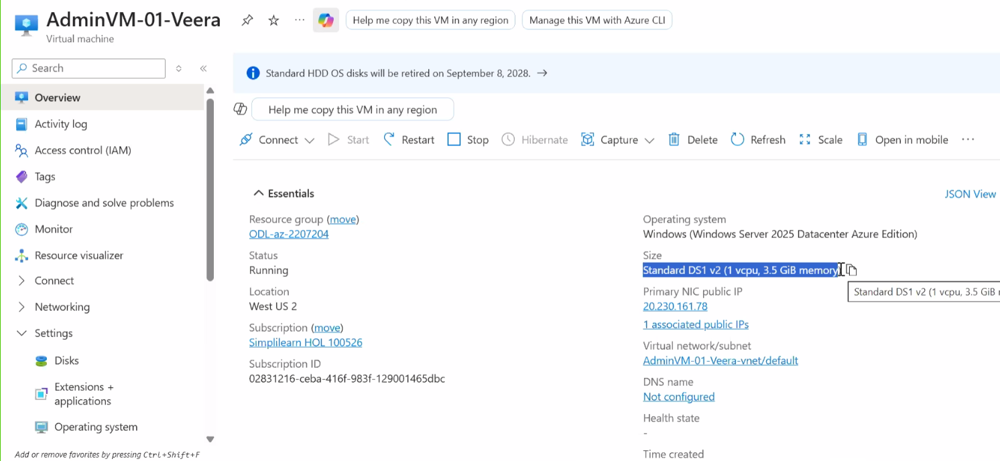 AdminVM-01-Veera
Virtual machine
Help me copy this VM in any region
Manage this VM with Azure CLI
Search
Overview
Activity log
Access control (IAM)
Tags
Diagnose and solve problems
Monitor
Resource visualizer
Connect
Networking
Settings
Disks
Extensions +
applications
Operating system
Add or remove favorites by pressing Ctrl+Shift+F
Standard HDD OS disks will be retired on September 8, 2028. →
Help me copy this VM in any region
Connect
Start
Restart
Stop
Hibernate
Capture
Delete
Refresh
Scale
Open in mobile
Essentials
JSON View
Resource group (move)
ODL-az-2207204
Status
Running
Location
West US 2
Subscription (move)
Simplilearn HOL 100526
Subscription ID
02831216-ceba-416f-983f-129001465dbc
Operating system
Windows (Windows Server 2025 Datacenter Azure Edition)
Size
Standard DS1 v2 (1 vcpu, 3.5 GiB memory)
Standard DS1 v2 (1 vcpu, 3.5 GiB
Primary NIC public IP
20.230.161.78
1 associated public IPs
Virtual network/subnet
AdminVM-01-Veera-vnet/default
DNS name
Not configured
Health state
-
Time created